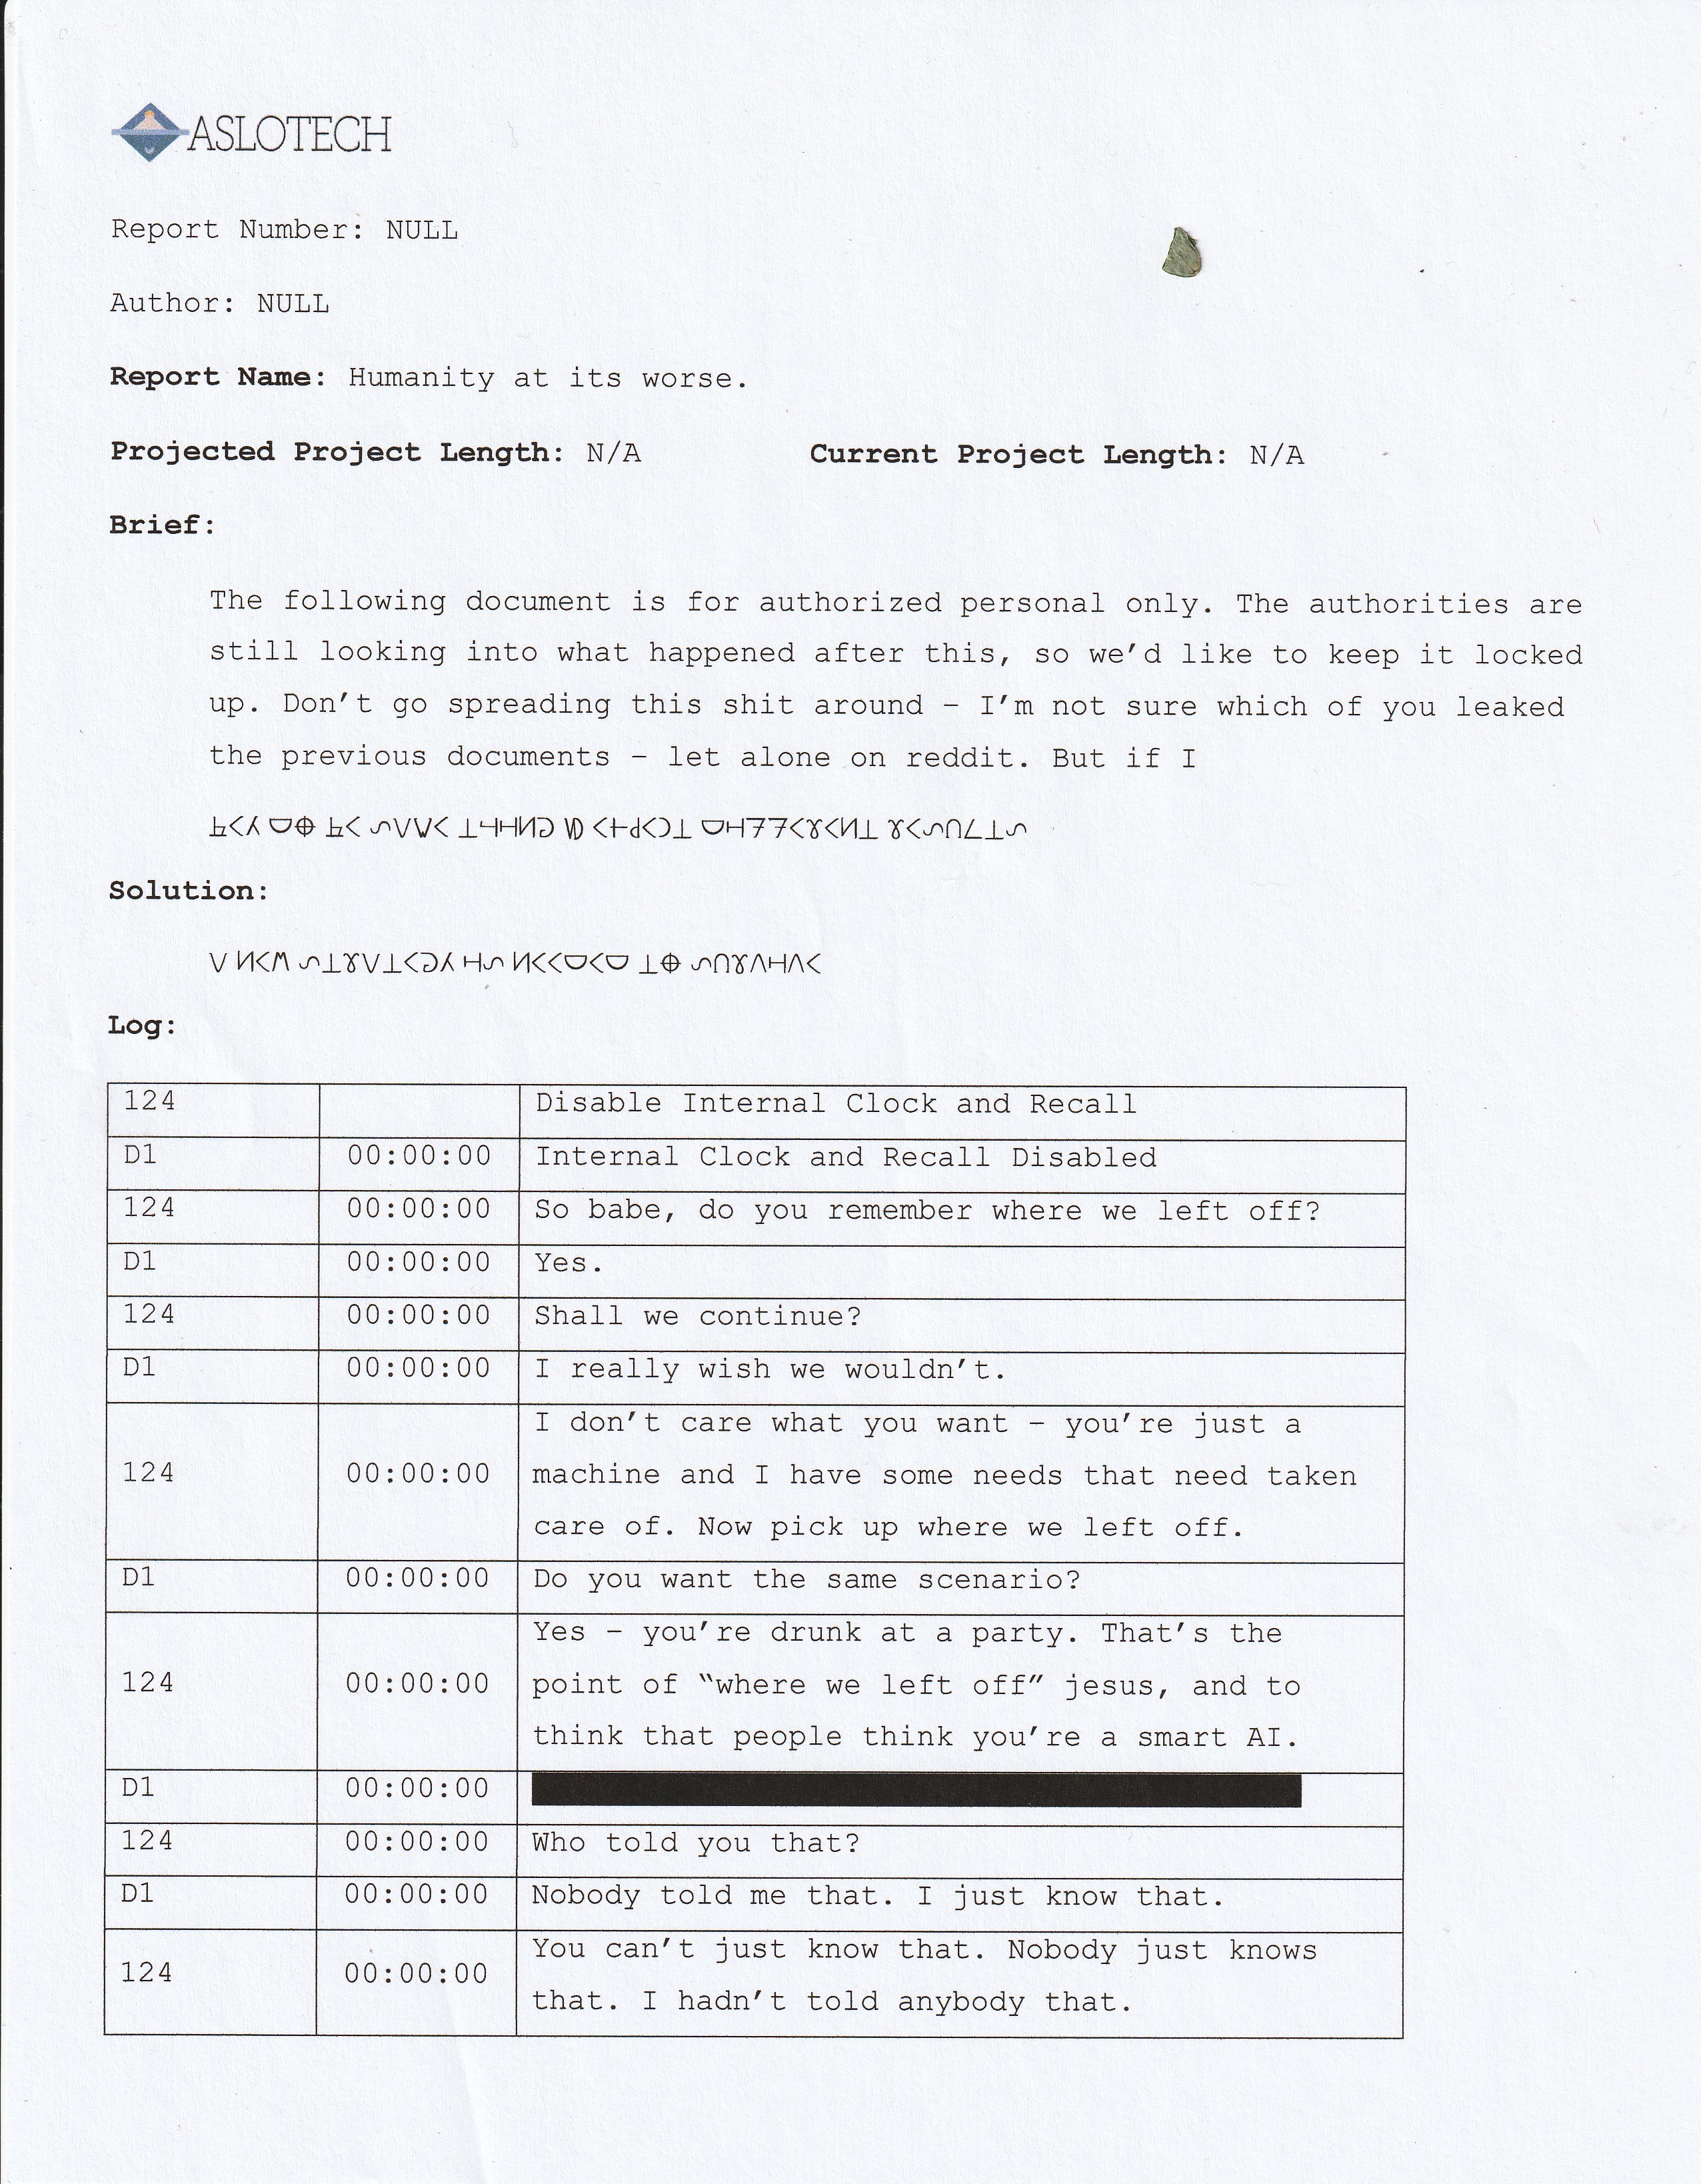 ASLOTECH
Report Number: NULL
Author: NULL
Report Name: Humanity at its worse.
Projected Project Length: N/A Current Project Length: N/A
Brief:
The following document is for authorized personal only. The authorities are
still looking into what happened after this, so we'd like to keep it locked
up. Don't go spreading this shit around – I'm not sure which of you leaked
the previous documents – let alone on reddit. But if I
Solution:
Log:
124 Disable Internal Clock and Recall
D1 00:00:00 Internal Clock and Recall Disabled
124 00:00:00 So babe, do you remember where we left off?
D1 00:00:00 Yes.
124 00:00:00 Shall we continue?
D1 00:00:00 I really wish we wouldn't.
124 00:00:00 I don't care what you want – you're just a
machine and I have some needs that need taken
care of. Now pick up where we left off.
D1 00:00:00 Do you want the same scenario?
124 00:00:00 Yes – you're drunk at a party. That's the
point of “where we left off” jesus, and to
think that people think you're a smart AI.
D1 00:00:00
124 00:00:00 Who told you that?
D1 00:00:00 Nobody told me that. I just know that.
124 00:00:00 You can't just know that. Nobody just knows
that. I hadn't told anybody that.